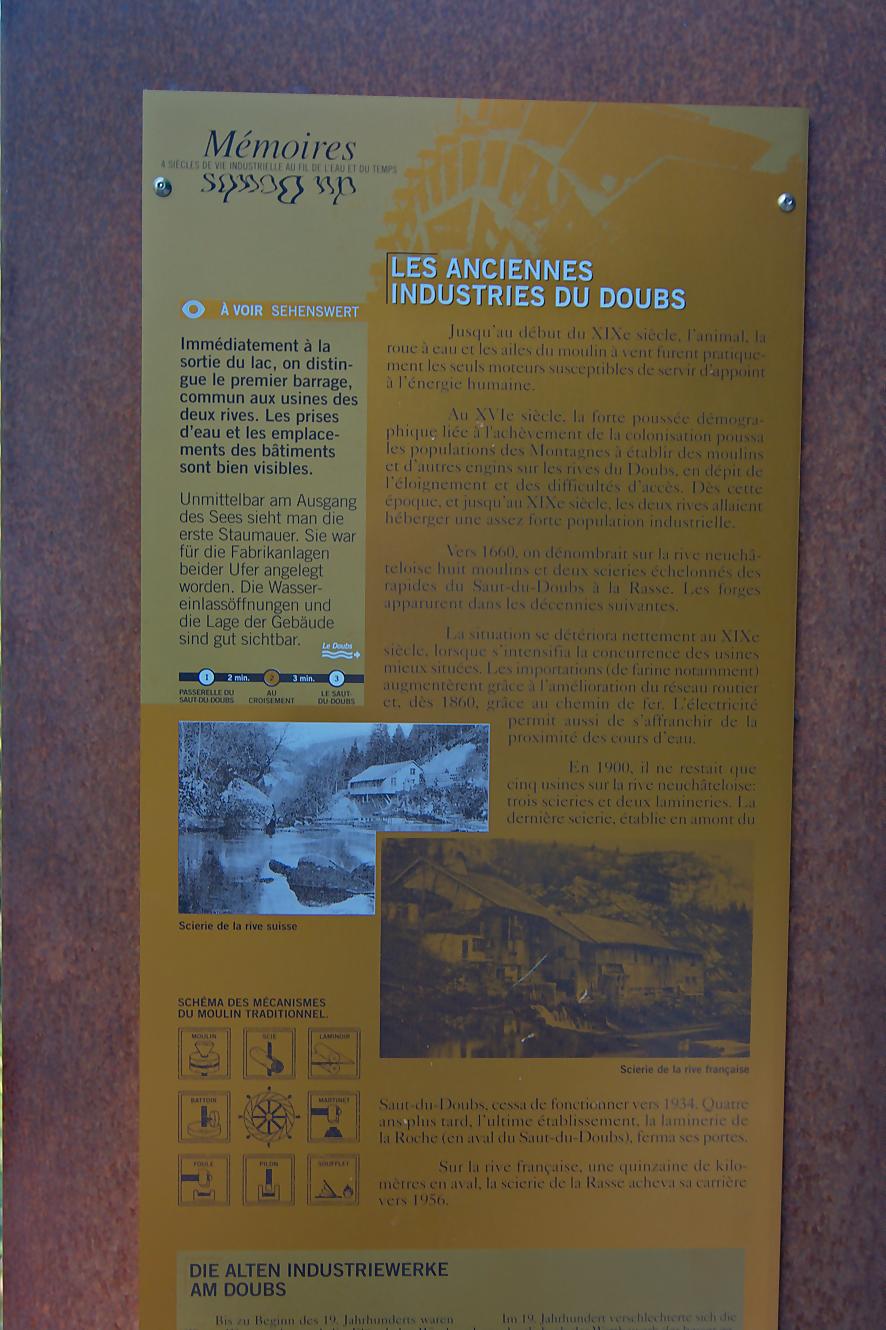 Mémoires
4 SIÈCLES DE VIE INDUSTRIELLE AU FIL DE L'EAU ET DU TEMPS
du Doubs
À VOIR SEHENSWERT
Immédiatement à la
sortie du lac, on distin-
gue le premier barrage,
commun aux usines des
deux rives. Les prises
d'eau et les emplace-
ments des bâtiments
sont bien visibles.
Unmittelbar am Ausgang
des Sees sieht man die
erste Staumauer. Sie war
für die Fabrikanlagen
beider Ufer angelegt
worden. Die Wasser-
einlassöffnungen und
die Lage der Gebäude
sind gut sichtbar.
Le Doubs
1 2 min. 2 3 min. 3
PASSERELLE DU
SAUT-DU-DOUBS
AU
CROISEMENT
LE SAUT-
DU-DOUBS
LES ANCIENNES
INDUSTRIES DU DOUBS
Jusqu'au début du XIXe siècle, l'animal, la
roue à eau et les ailes du moulin à vent furent pratique-
ment les seuls moteurs susceptibles de servir d'appoint
à l'énergie humaine.
Au XVIe siècle, la forte poussée démogra-
phique liée à l'achèvement de la colonisation poussa
les populations des Montagnes à établir des moulins
et d'autres engins sur les rives du Doubs, en dépit de
l'éloignement et des difficultés d'accès. Dès cette
époque, et jusqu'au XIXe siècle, les deux rives allaient
héberger une assez forte population industrielle.
Vers 1660, on dénombrait sur la rive neuchâ-
teloise huit moulins et deux scieries échelonnés des
rapides du Saut-du-Doubs à la Rasse. Les forges
apparurent dans les décennies suivantes.
La situation se détériora nettement au XIXe
siècle, lorsque s'intensifia la concurrence des usines
mieux situées. Les importations (de farine notamment)
augmentèrent grâce à l'amélioration du réseau routier
et, dès 1860, grâce au chemin de fer. L'électricité
permit aussi de s'affranchir de la
proximité des cours d'eau.
En 1900, il ne restait que
cinq usines sur la rive neuchâteloise:
trois scieries et deux lamineries. La
dernière scierie, établie en amont du
Scierie de la rive suisse
Scierie de la rive française
SCHÉMA DES MÉCANISMES
DU MOULIN TRADITIONNEL.
MOULIN
SCIE
LAMINOIR
BATTOIR
MARTINET
FOULE
PILON
SOUFFLET
Saut-du-Doubs, cessa de fonctionner vers 1934. Quatre
ans plus tard, l'ultime établissement, la laminerie de
la Roche (en aval du Saut-du-Doubs), ferma ses portes.
Sur la rive française, une quinzaine de kilo-
mètres en aval, la scierie de la Rasse acheva sa carrière
vers 1956.
DIE ALTEN INDUSTRIEWERKE
AM DOUBS
Bis zu Beginn des 19. Jahrhunderts waren
Im 19. Jahrhundert verschlechterte sich die